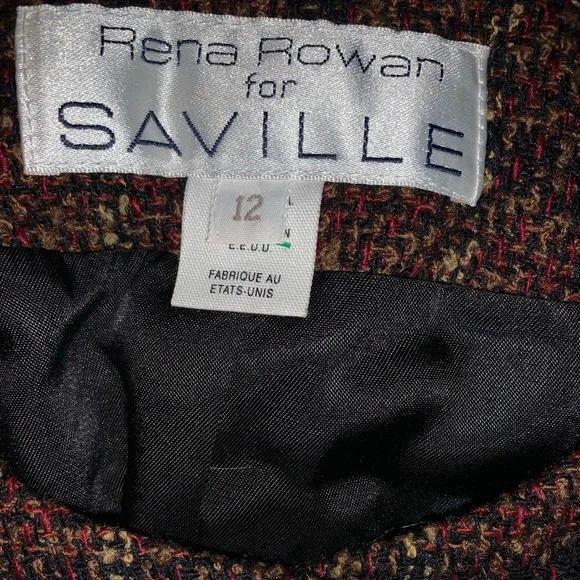 Rena Rowan
for
SAVILLE
12
E.E.U.U.
FABRIQUE AU
ETATS-UNIS